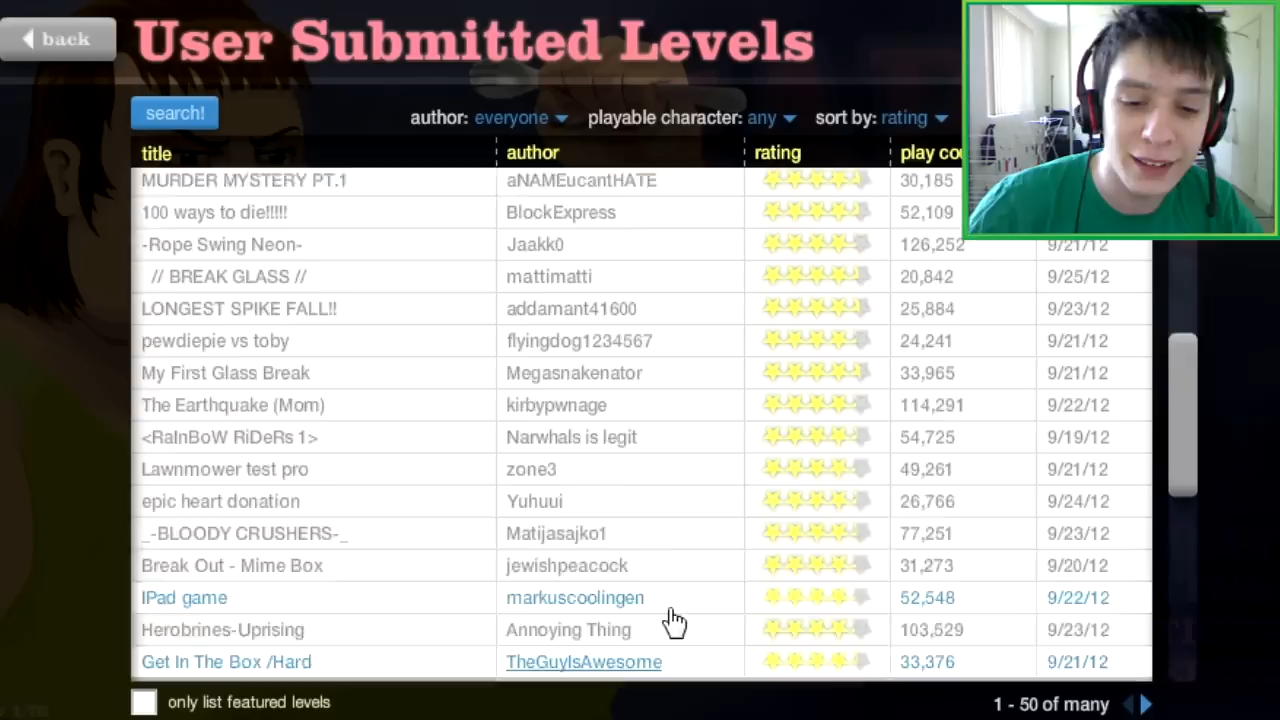 back
User Submitted Levels
search!
author: everyone playable character: any sort by: rating
title author rating play co
MURDER MYSTERY PT.1 aNAMEucantHATE 30,185
100 ways to die!!!!! BlockExpress 52,109
-Rope Swing Neon- Jaakk0 126,252 9/21/12
// BREAK GLASS // mattimatti 20,842 9/25/12
LONGEST SPIKE FALL!! addamant41600 25,884 9/23/12
pewdiepie vs toby flyingdog1234567 24,241 9/21/12
My First Glass Break Megasnakenator 33,965 9/21/12
The Earthquake (Mom) kirbypwnage 114,291 9/22/12
<RaInBoW RiDeRs 1> Narwhals is legit 54,725 9/19/12
Lawnmower test pro zone3 49,261 9/21/12
epic heart donation Yuhuui 26,766 9/24/12
_-BLOODY CRUSHERS-_ Matijasajko1 77,251 9/23/12
Break Out - Mime Box jewishpeacock 31,273 9/20/12
IPad game markuscoolingen 52,548 9/22/12
Herobrines-Uprising Annoying Thing 103,529 9/23/12
Get In The Box /Hard TheGuyIsAwesome 33,376 9/21/12
only list featured levels 1 - 50 of many